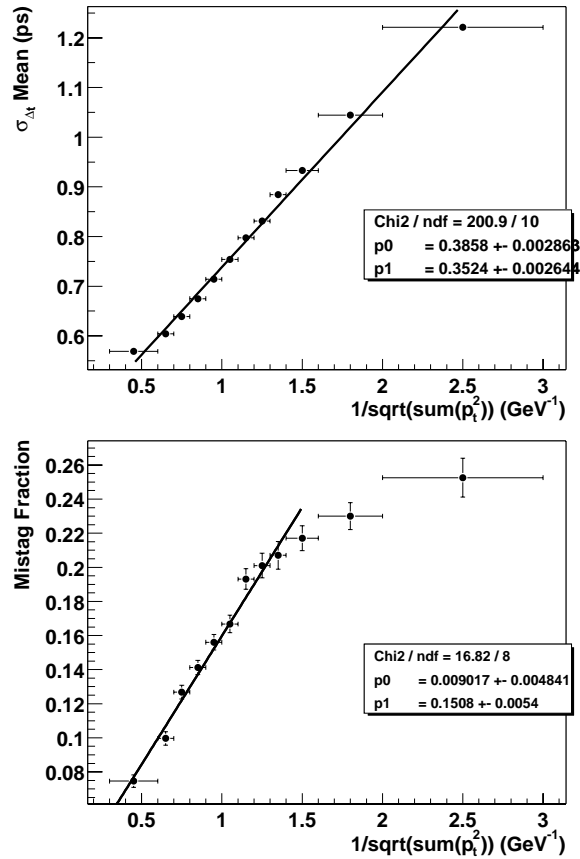 σΔt Mean (ps)
1.2
1.1
1
0.9
0.8
0.7
0.6
Chi2 / ndf = 200.9 / 10
p0 = 0.3858 +- 0.002863
p1 = 0.3524 +- 0.002644
0.5 1 1.5 2 2.5 3
1/sqrt(sum(pt2)) (GeV-1)
Mistag Fraction
0.26
0.24
0.22
0.2
0.18
0.16
0.14
0.12
0.1
0.08
Chi2 / ndf = 16.82 / 8
p0 = 0.009017 +- 0.004841
p1 = 0.1508 +- 0.0054
0.5 1 1.5 2 2.5 3
1/sqrt(sum(pt2)) (GeV-1)